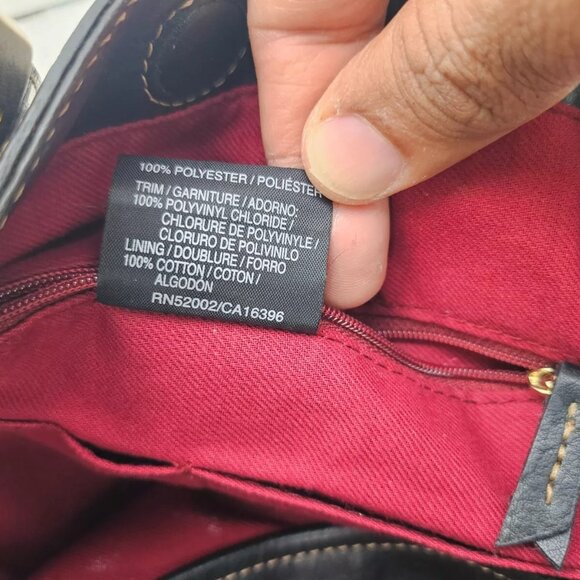 100% POLYESTER / POLIÉSTER
TRIM / GARNITURE / ADORNO:
100% POLYVINYL CHLORIDE /
CHLORURE DE POLYVINYLE /
CLORURO DE POLIVINILO
LINING / DOUBLURE / FORRO
100% COTTON / COTON /
ALGODÓN
RN52002/CA16396